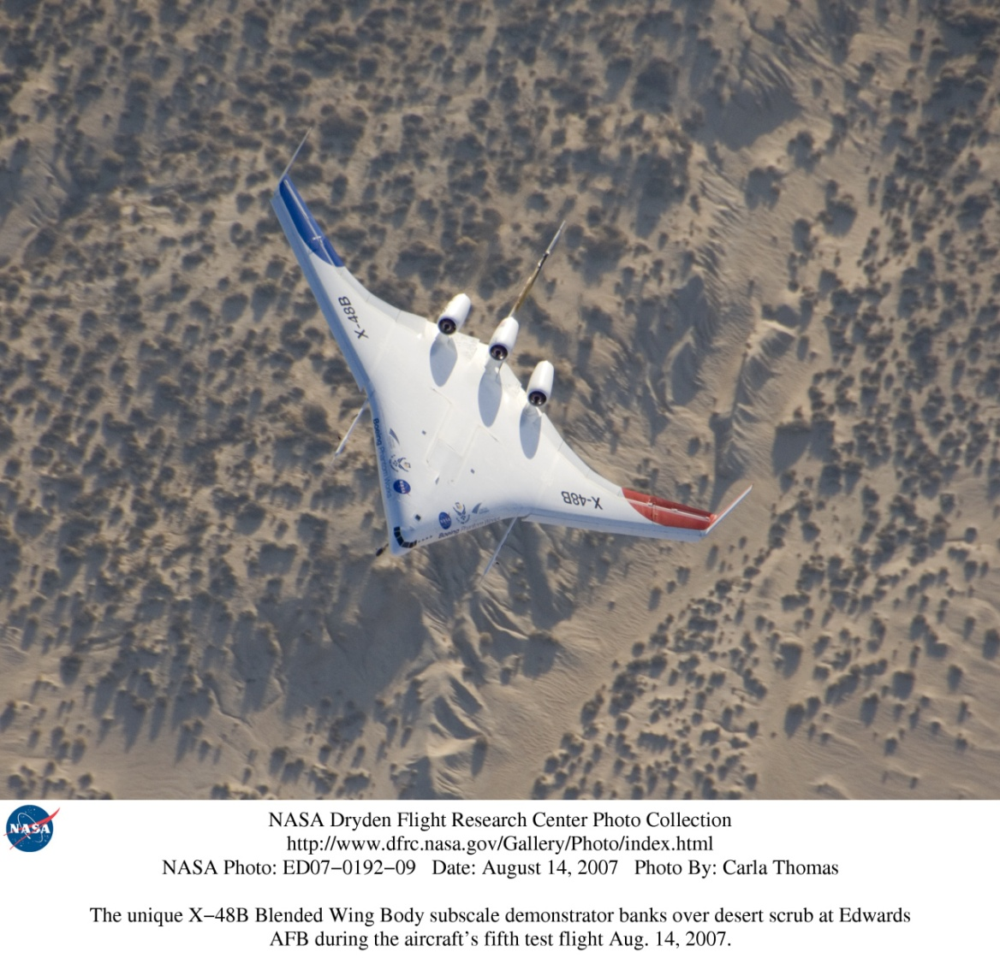 X-48B
Boeing
NASA
NASA
Boeing
X-48B
NASA
NASA Dryden Flight Research Center Photo Collection
http://www.dfrc.nasa.gov/Gallery/Photo/index.html
NASA Photo: ED07−0192−09 Date: August 14, 2007 Photo By: Carla Thomas
The unique X−48B Blended Wing Body subscale demonstrator banks over desert scrub at Edwards
AFB during the aircraft's fifth test flight Aug. 14, 2007.